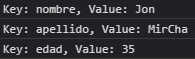 Key: nombre, Value: Jon
Key: apellido, Value: MirCha
Key: edad, Value: 35